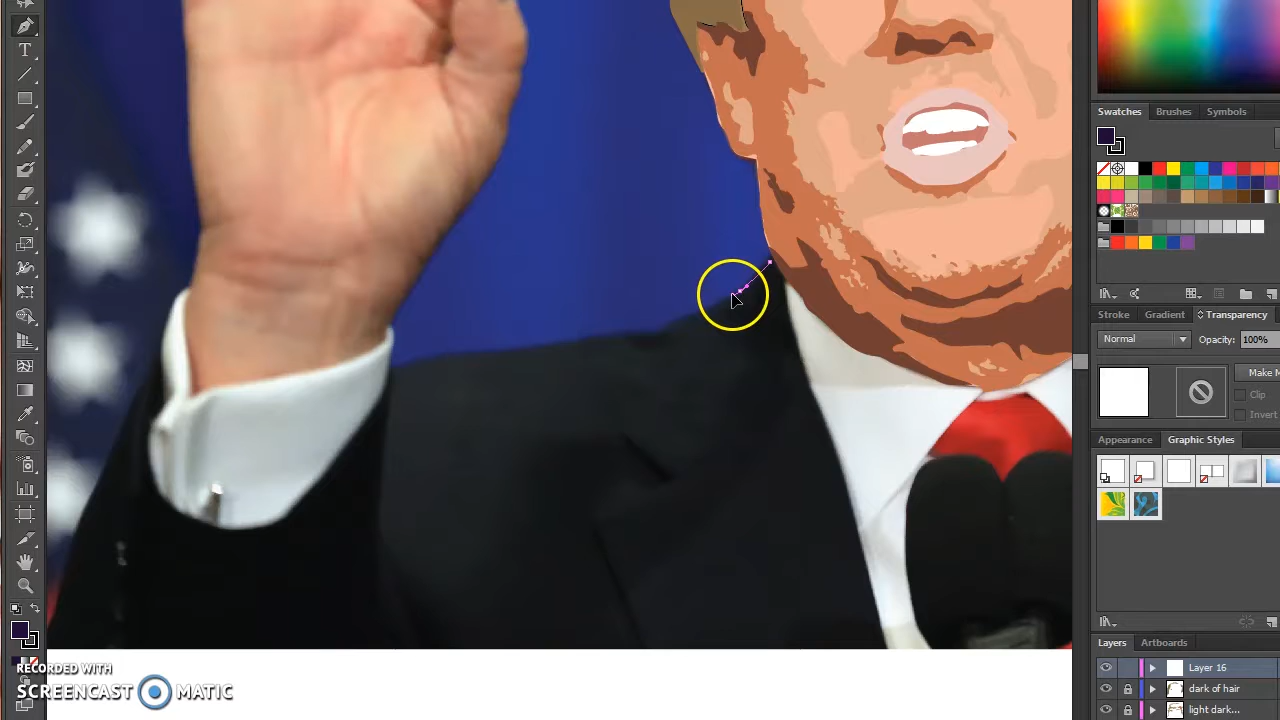 Swatches Brushes Symbols
Stroke Gradient Transparency
Normal Opacity: 100%
Make M
Clip
Invert
Appearance Graphic Styles
Layers Artboards
Layer 16
dark of hair
light dark...
RECORDED WITH
SCREENCAST MATIC